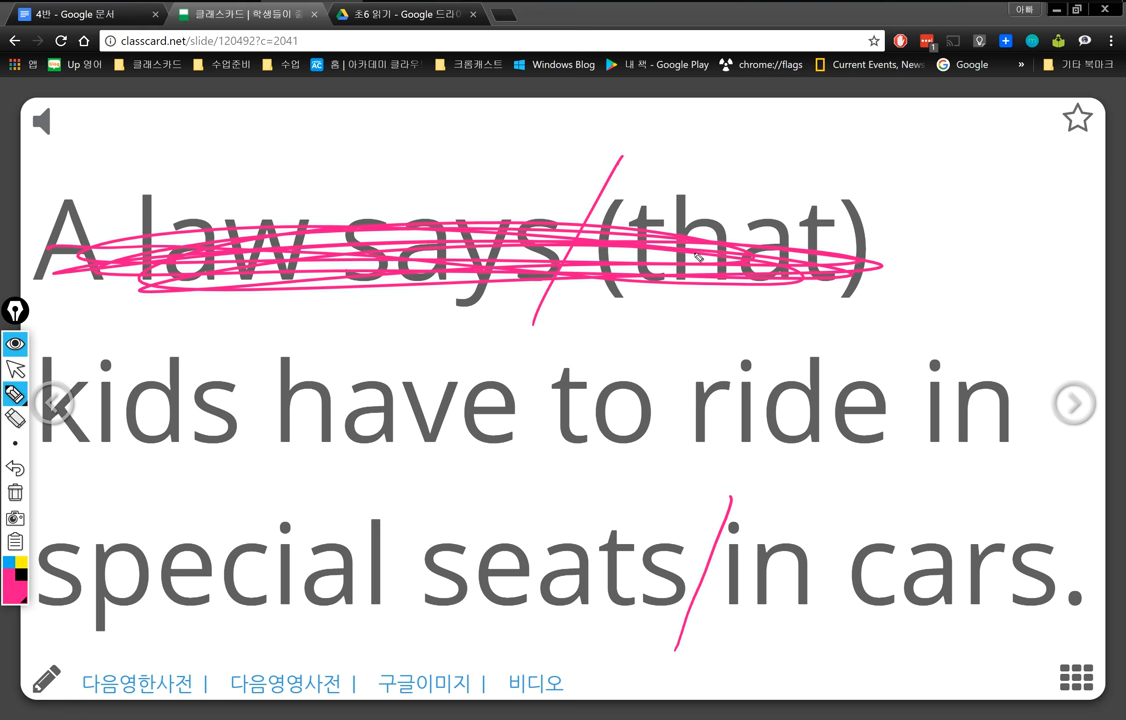 4반 - Google 문서
클래스카드 | 학생들이 좋
초6 읽기 - Google 드라이
아빠
classcard.net/slide/120492?c=2041
1
앱 Up 영어 클래스카드 수업준비 수업 홈 | 아카데미 클라우 크롬캐스트 Windows Blog 내 책 - Google Play chrome://flags Current Events, News Google » 기타 북마크
A law says (that)
kids have to ride in
special seats in cars.
다음영한사전 | 다음영영사전 | 구글이미지 | 비디오